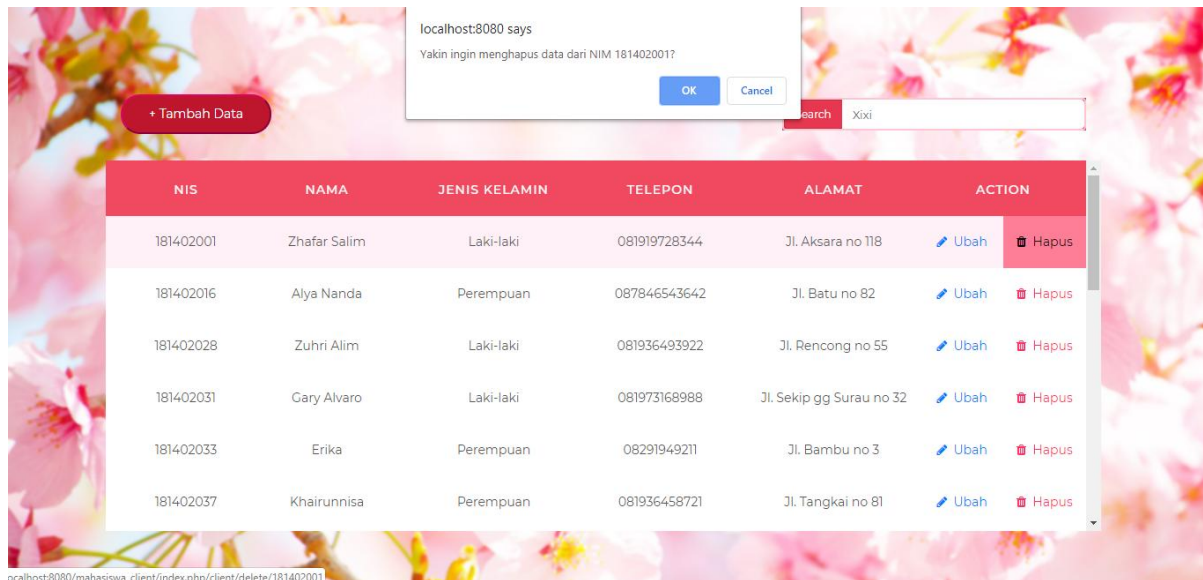 localhost:8080 says
Yakin ingin menghapus data dari NIM 181402001?
OK Cancel
+ Tambah Data earch Xixi
NIS NAMA JENIS KELAMIN TELEPON ALAMAT ACTION
181402001 Zhafar Salim Laki-laki 081919728344 Jl. Aksara no 118 Ubah Hapus
181402016 Alya Nanda Perempuan 087846543642 Jl. Batu no 82 Ubah Hapus
181402028 Zuhri Alim Laki-laki 081936493922 Jl. Rencong no 55 Ubah Hapus
181402031 Gary Alvaro Laki-laki 081973168988 Jl. Sekip gg Surau no 32 Ubah Hapus
181402033 Erika Perempuan 08291949211 Jl. Bambu no 3 Ubah Hapus
181402037 Khairunnisa Perempuan 081936458721 Jl. Tangkai no 81 Ubah Hapus
ocalhost:8080/mahasiswa_client/index.php/client/delete/181402001